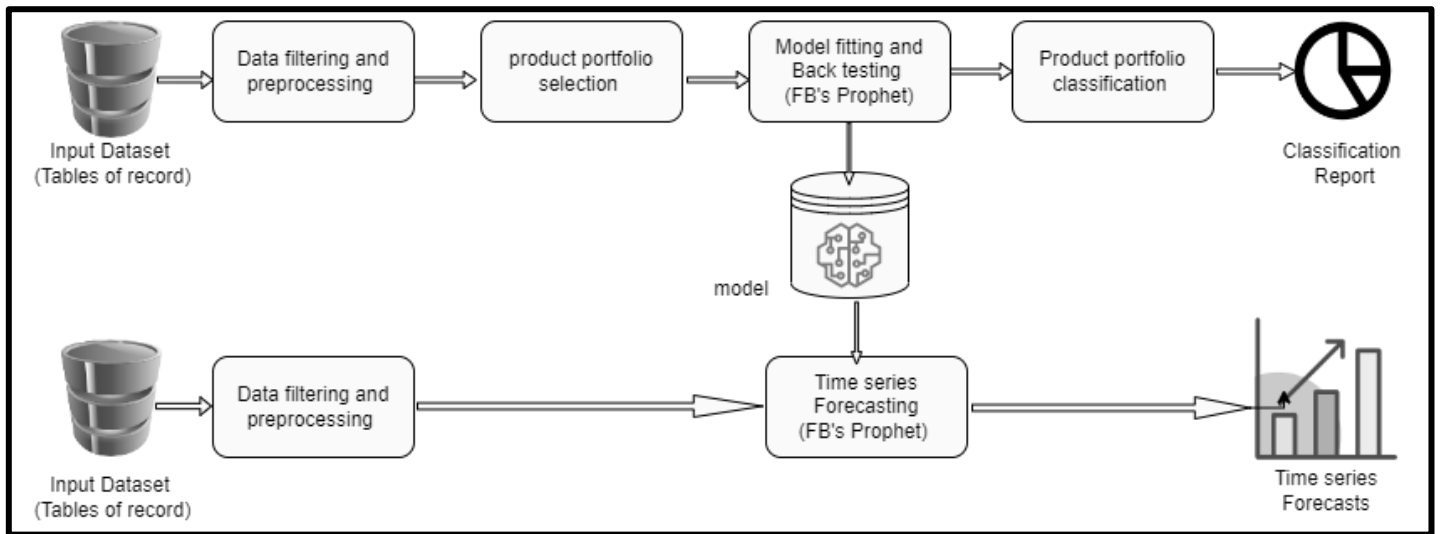 Data filtering and
preprocessing
product portfolio
selection
Model fitting and
Back testing
(FB's Prophet)
Product portfolio
classification
Input Dataset
(Tables of record)
Classification
Report
model
Data filtering and
preprocessing
Time series
Forecasting
(FB's Prophet)
Input Dataset
(Tables of record)
Time series
Forecasts